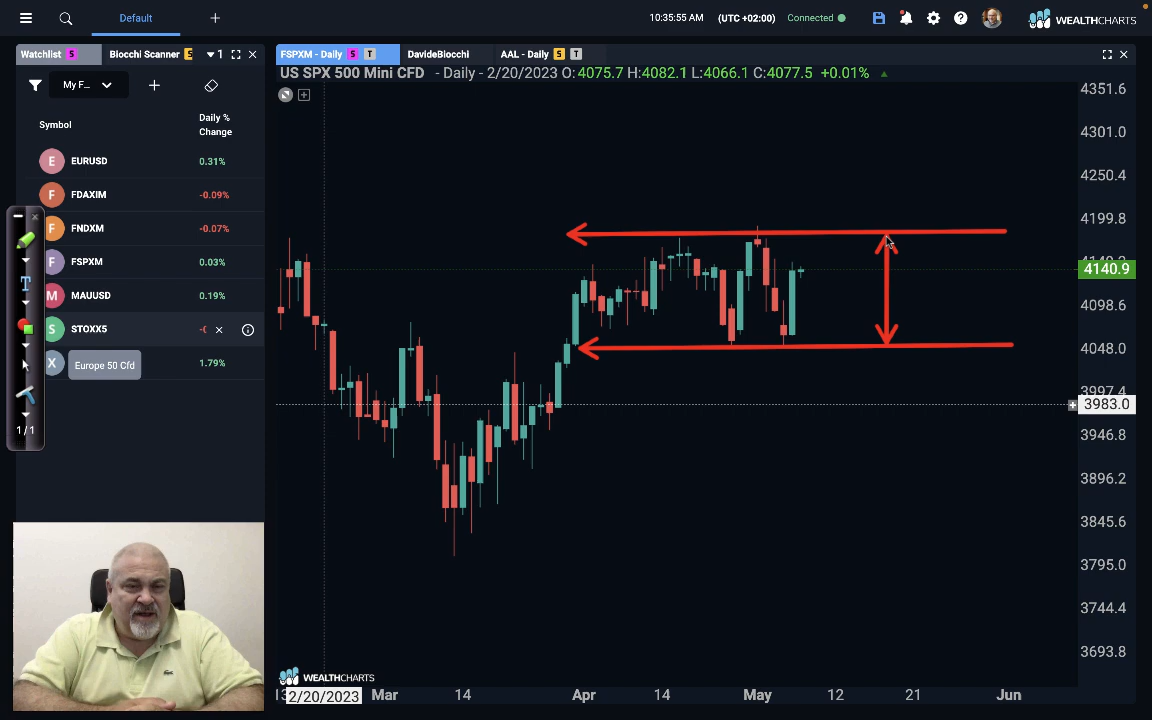 Default
10:35:55 AM (UTC +02:00) Connected
WEALTHCHARTS
Watchlist S Biocchi Scanner S 1
FSPXM - Daily S T DavideBiocchi AAL - Daily S T
US SPX 500 Mini CFD - Daily - 2/20/2023 O:4075.7 H:4082.1 L:4066.1 C:4077.5 +0.01%
My F...
Symbol
Daily %
Change
E EURUSD 0.31%
F FDAXIM -0.09%
F FNDXM -0.07%
F FSPXM 0.03%
M MAUUSD 0.19%
S STOXX5
X Europe 50 Cfd 1.79%
T
1/1
4351.6
4301.0
4250.4
4199.8
4140.9
4098.6
4048.0
3997.4
3983.0
3946.8
3896.2
3845.6
3795.0
3744.4
3693.8
WEALTHCHARTS
2/20/2023 Mar 14 Apr 14 May 12 21 Jun